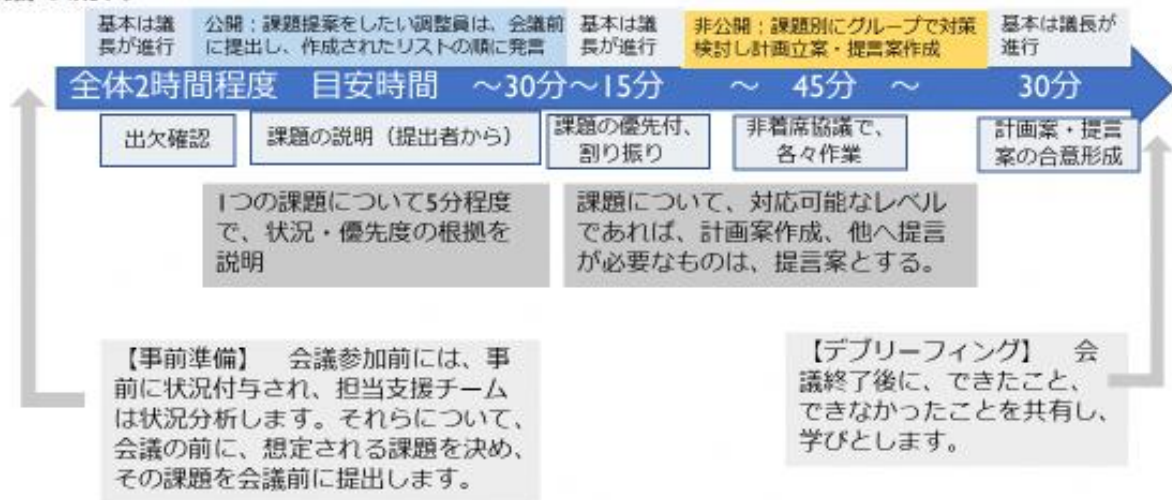 基本は議
長が進行
公開；課題提案をしたい調整員は、会議前
に提出し、作成されたリストの順に発言
基本は議
長が進行
非公開；課題別にグループで対策
検討し計画立案・提言案作成
基本は議長が
進行
全体2時間程度　目安時間　～30分～15分　～　45分　～　30分
出欠確認
課題の説明（提出者から）
課題の優先付、
割り振り
非着席協議で、
各々作業
計画案・提言
案の合意形成
1つの課題について5分程度
で、状況・優先度の根拠を
説明
課題について、対応可能なレベル
であれば、計画案作成、他へ提言
が必要なものは、提言案とする。
【事前準備】　会議参加前には、事
前に状況付与され、担当支援チーム
は状況分析します。それらについて、
会議の前に、想定される課題を決め、
その課題を会議前に提出します。
【デブリーフィング】　会
議終了後に、できたこと、
できなかったことを共有し、
学びとします。